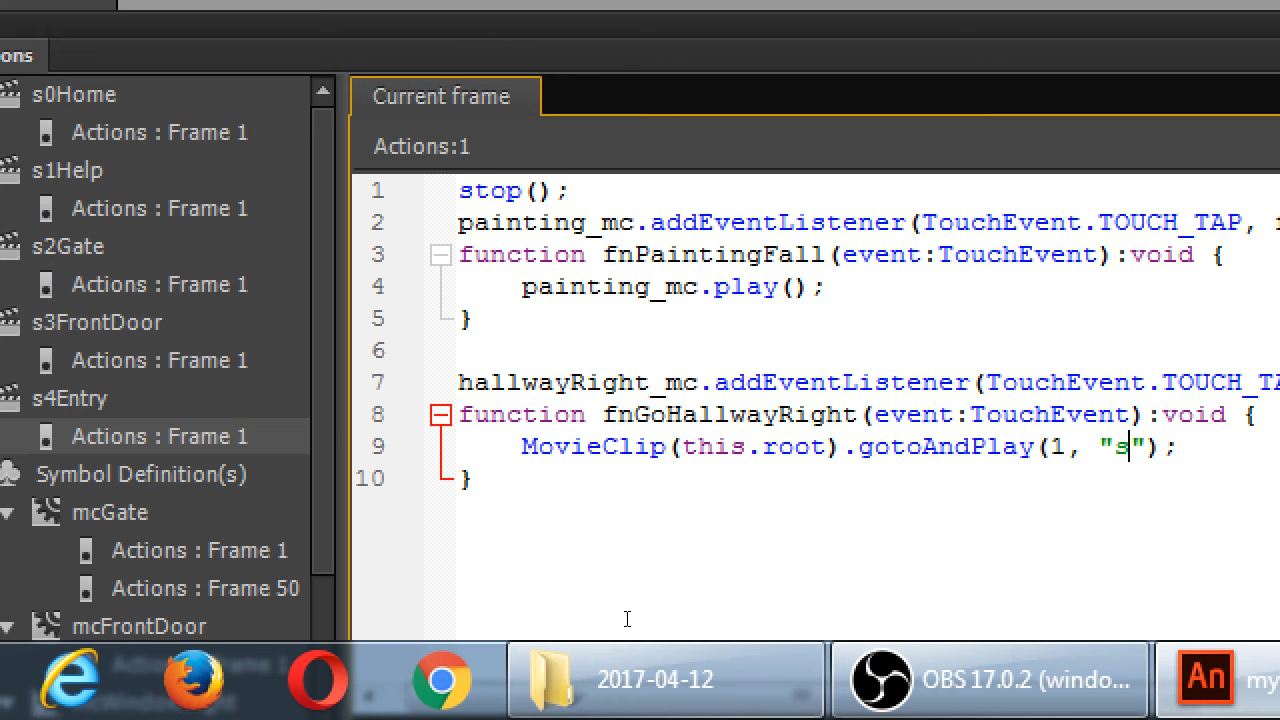 ons
s0Home
Actions : Frame 1
s1Help
Actions : Frame 1
s2Gate
Actions : Frame 1
s3FrontDoor
Actions : Frame 1
s4Entry
Actions : Frame 1
Symbol Definition(s)
mcGate
Actions : Frame 1
Actions : Frame 50
mcFrontDoor
Current frame
Actions:1
1 stop();
2 painting_mc.addEventListener(TouchEvent.TOUCH_TAP,
3 function fnPaintingFall(event:TouchEvent):void {
4 painting_mc.play();
5 }
6
7 hallwayRight_mc.addEventListener(TouchEvent.TOUCH_TA
8 function fnGoHallwayRight(event:TouchEvent):void {
9 MovieClip(this.root).gotoAndPlay(1, "s");
10 }
2017-04-12
OBS 17.0.2 (windo...
An
my